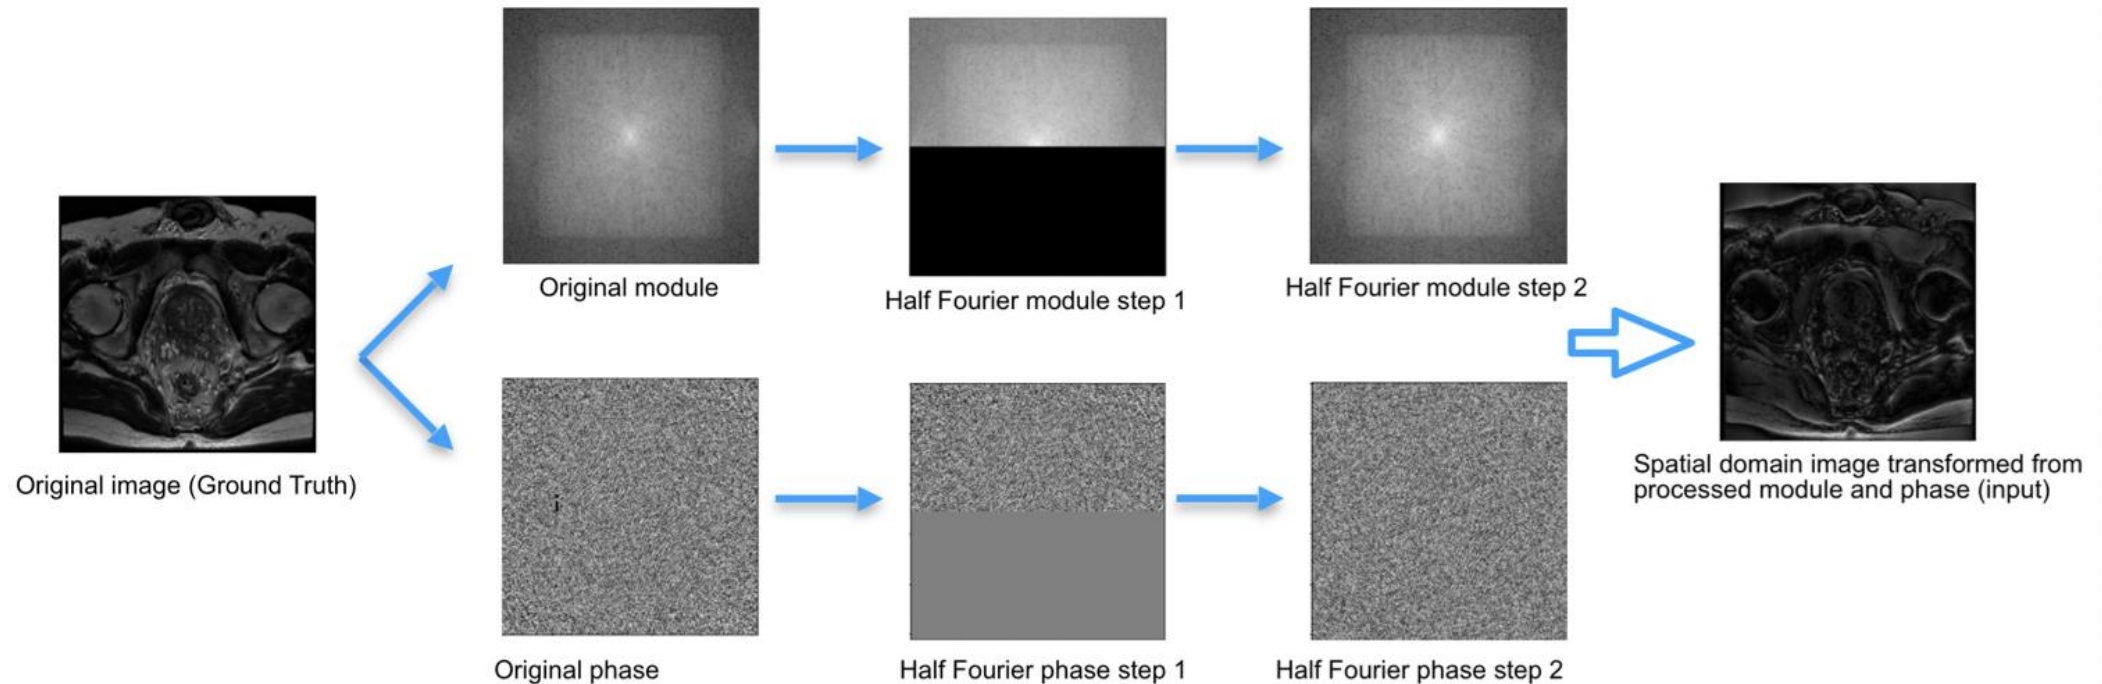 Original module
Half Fourier module step 1
Half Fourier module step 2
Original image (Ground Truth)
i
Spatial domain image transformed from
processed module and phase (input)
Original phase
Half Fourier phase step 1
Half Fourier phase step 2